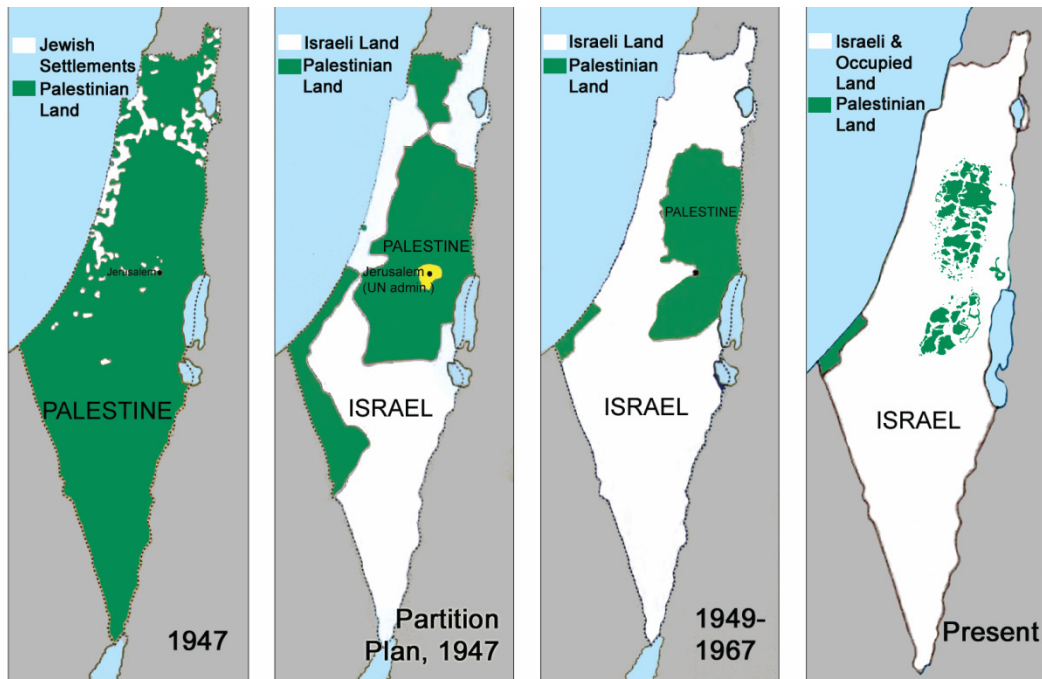 Jewish
Settlements
Palestinian
Land
Jerusalem
PALESTINE
1947
Israeli Land
Palestinian
Land
PALESTINE
Jerusalem
(UN admin.)
ISRAEL
Partition
Plan, 1947
Israeli Land
Palestinian
Land
PALESTINE
ISRAEL
1949-
1967
Israeli &
Occupied
Land
Palestinian
Land
ISRAEL
Present